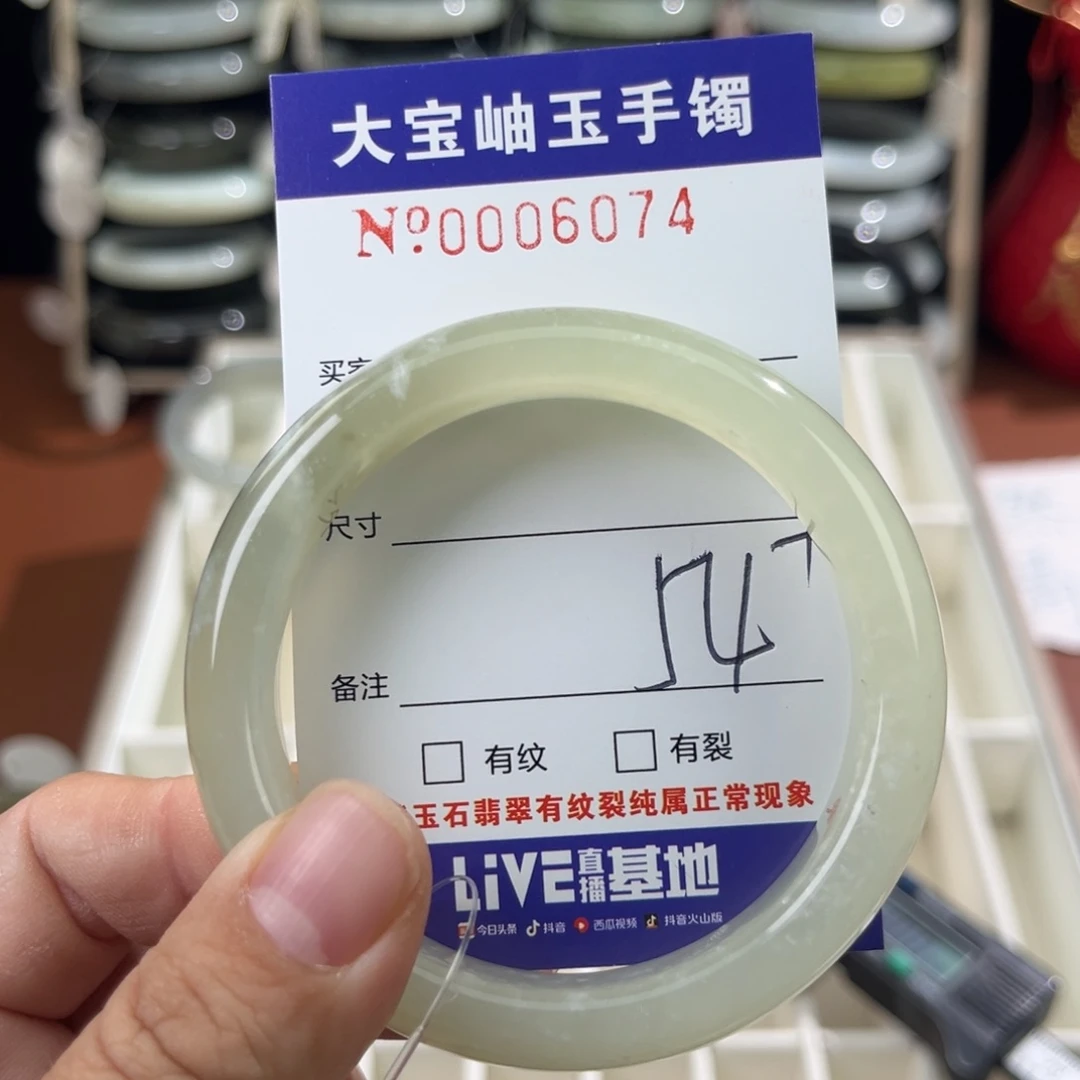 大宝岫玉手镯
Nº0006074
买家
尺寸
54
备注
有纹 有裂
玉石翡翠有纹裂纯属正常现象
LiVE直播基地
今日头条 抖音 西瓜视频 抖音火山版